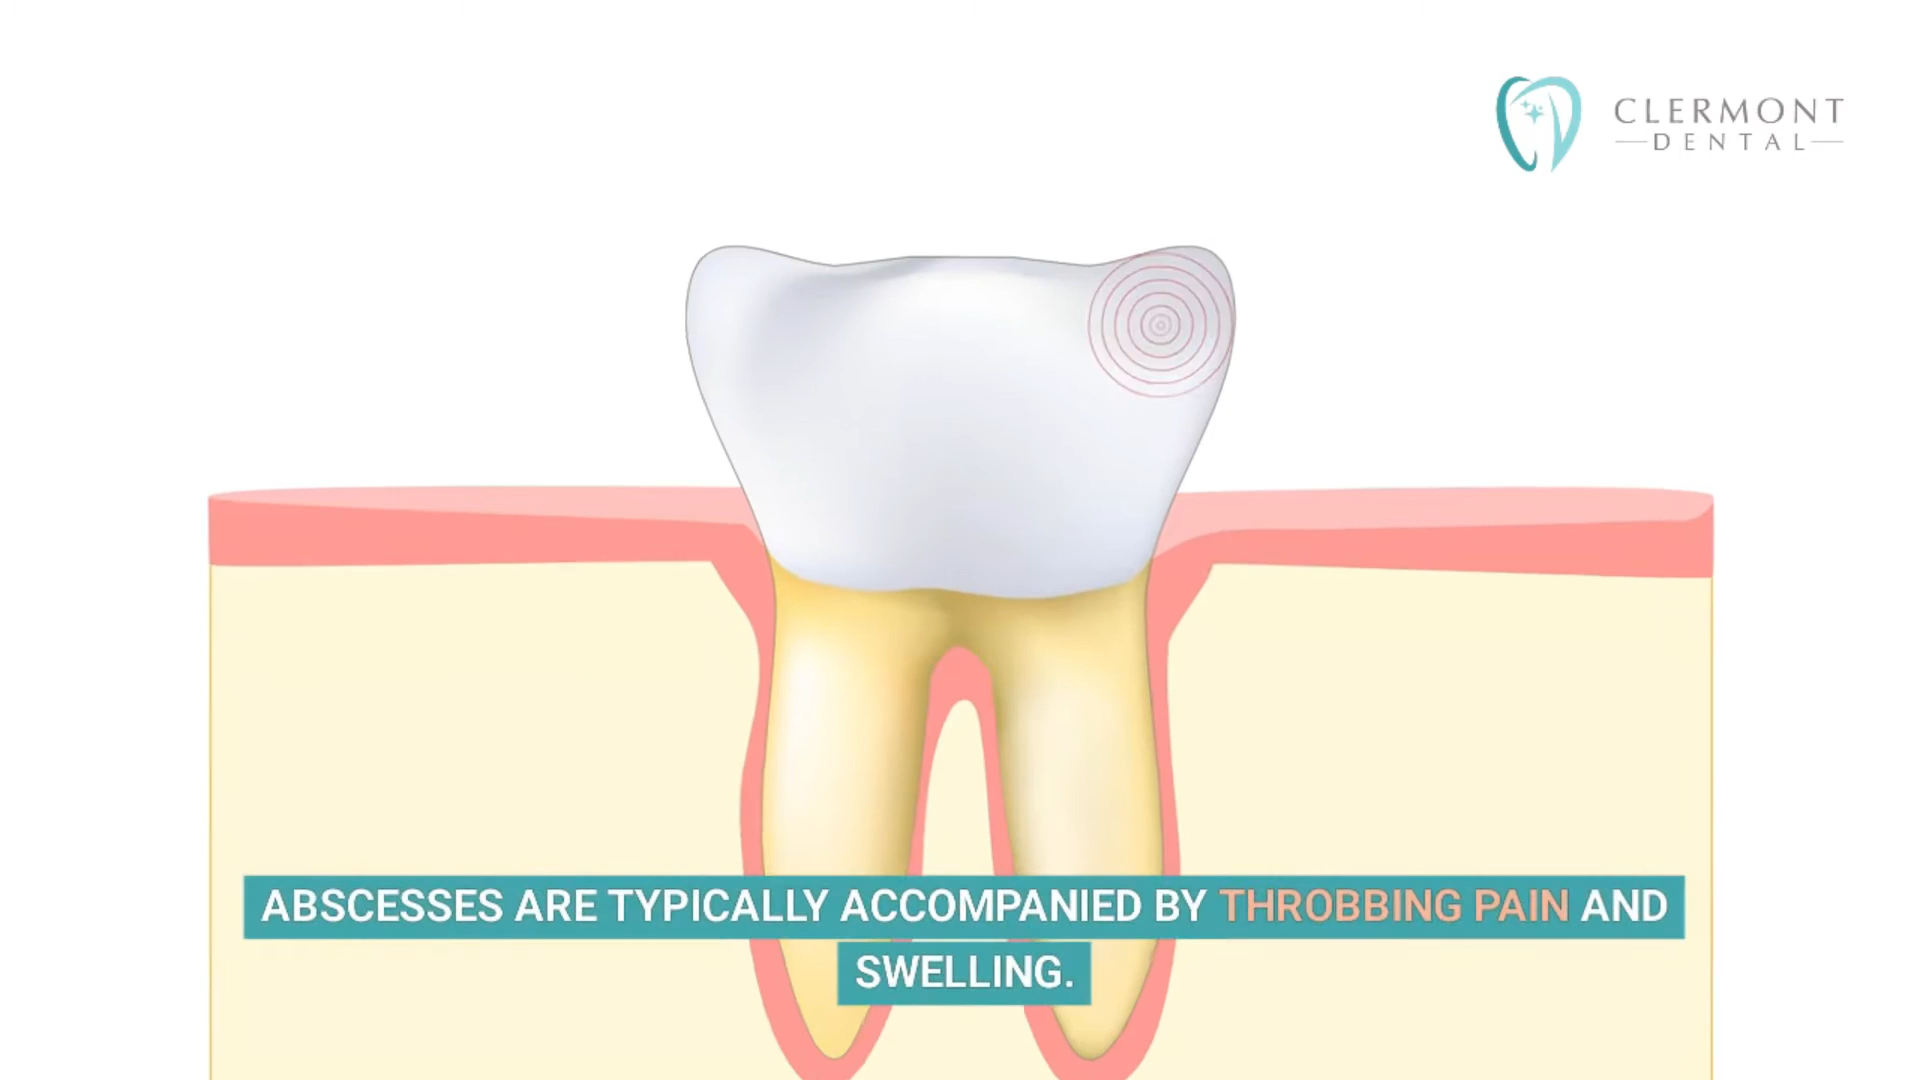 CLERMONT
DENTAL
ABSCESSES ARE TYPICALLY ACCOMPANIED BY THROBBING PAIN AND
SWELLING.